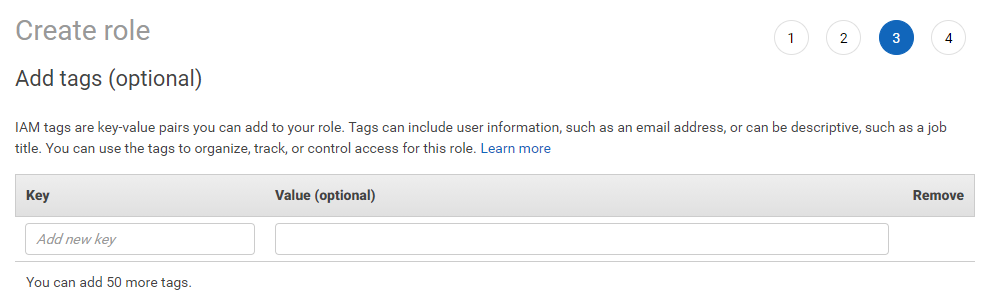 Create role
1 2 3 4
Add tags (optional)
IAM tags are key-value pairs you can add to your role. Tags can include user information, such as an email address, or can be descriptive, such as a job
title. You can use the tags to organize, track, or control access for this role. Learn more
Key Value (optional) Remove
Add new key
You can add 50 more tags.